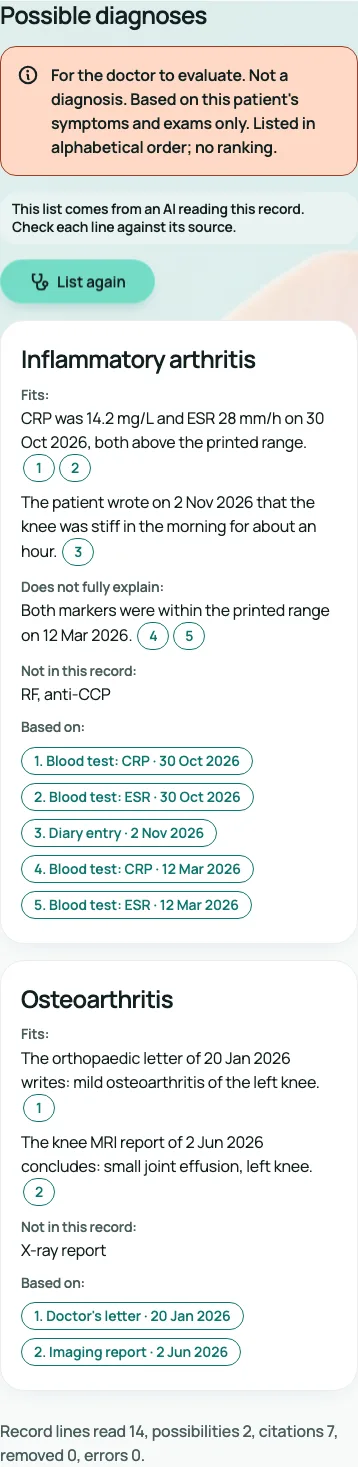 Possible diagnoses
For the doctor to evaluate. Not a
diagnosis. Based on this patient's
symptoms and exams only. Listed in
alphabetical order; no ranking.
This list comes from an AI reading this record.
Check each line against its source.
List again
Inflammatory arthritis
Fits:
CRP was 14.2 mg/L and ESR 28 mm/h on 30
Oct 2026, both above the printed range.
1 2
The patient wrote on 2 Nov 2026 that the
knee was stiff in the morning for about an
hour. 3
Does not fully explain:
Both markers were within the printed range
on 12 Mar 2026. 4 5
Not in this record:
RF, anti-CCP
Based on:
1. Blood test: CRP · 30 Oct 2026
2. Blood test: ESR · 30 Oct 2026
3. Diary entry · 2 Nov 2026
4. Blood test: CRP · 12 Mar 2026
5. Blood test: ESR · 12 Mar 2026
Osteoarthritis
Fits:
The orthopaedic letter of 20 Jan 2026
writes: mild osteoarthritis of the left knee.
1
The knee MRI report of 2 Jun 2026
concludes: small joint effusion, left knee.
2
Not in this record:
X-ray report
Based on:
1. Doctor's letter · 20 Jan 2026
2. Imaging report · 2 Jun 2026
Record lines read 14, possibilities 2, citations 7,
removed 0, errors 0.